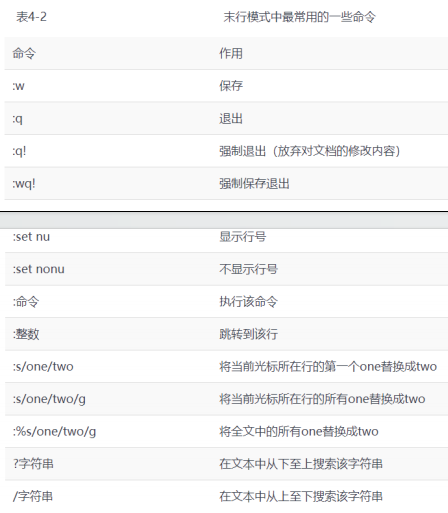 表4-2 末行模式中最常用的一些命令
命令 作用
:w 保存
:q 退出
:q! 强制退出（放弃对文档的修改内容）
:wq! 强制保存退出
:set nu 显示行号
:set nonu 不显示行号
:命令 执行该命令
:整数 跳转到该行
:s/one/two 将当前光标所在行的第一个one替换成two
:s/one/two/g 将当前光标所在行的所有one替换成two
:%s/one/two/g 将全文中的所有one替换成two
?字符串 在文本中从下至上搜索该字符串
/字符串 在文本中从上至下搜索该字符串